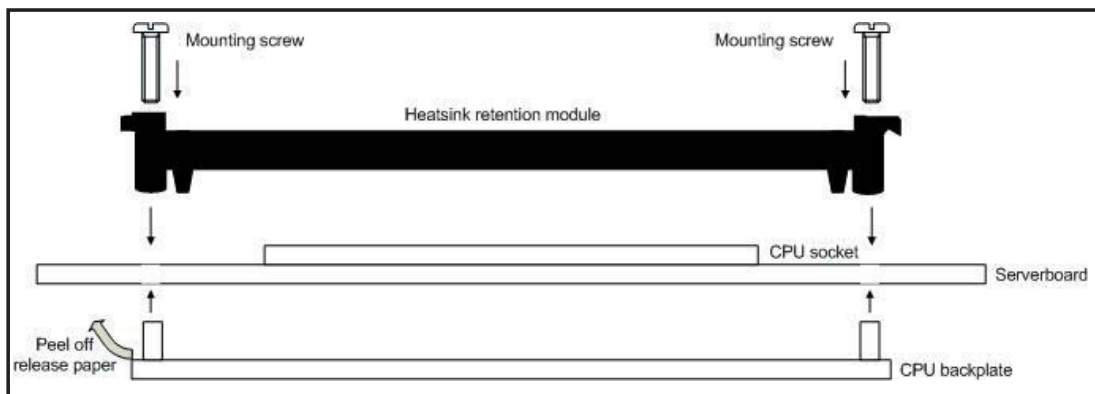 Mounting screw
Mounting screw
Heatsink retention module
CPU socket
Serverboard
Peel off
release paper
CPU backplate